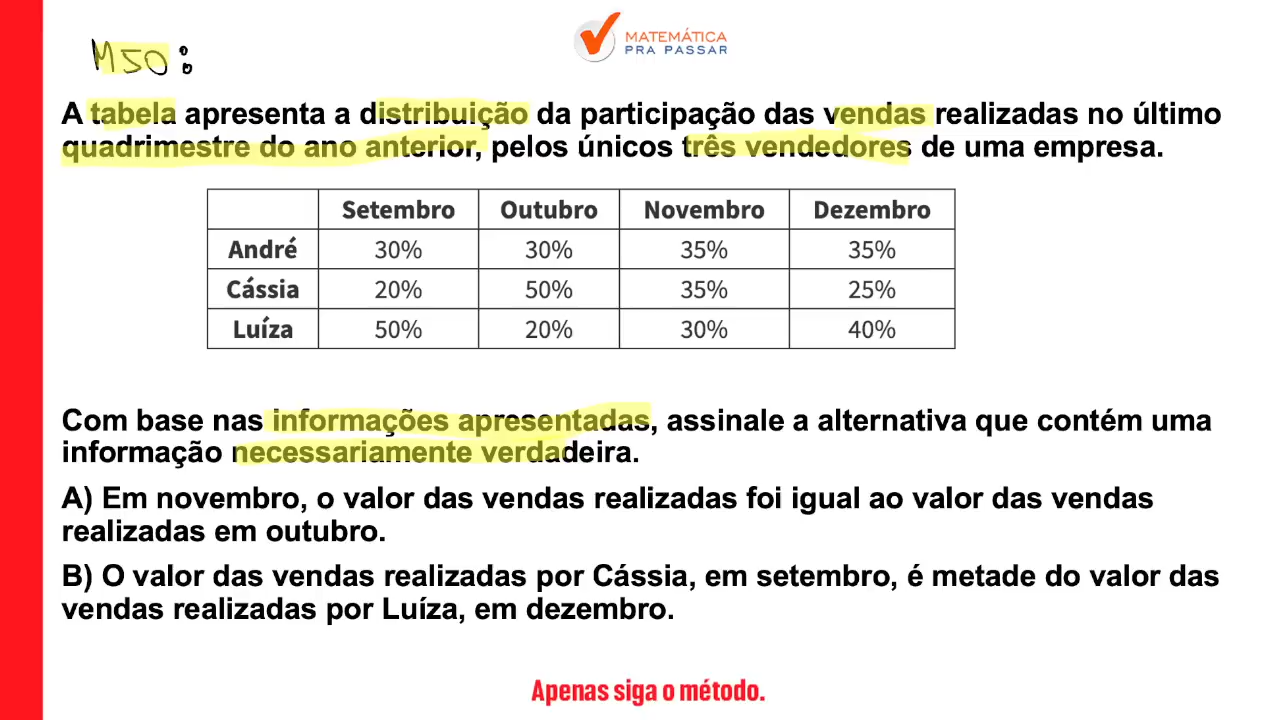 MATEMÁTICA
PRA PASSAR
M50:
A tabela apresenta a distribuição da participação das vendas realizadas no último
quadrimestre do ano anterior, pelos únicos três vendedores de uma empresa.
Setembro Outubro Novembro Dezembro
André 30% 30% 35% 35%
Cássia 20% 50% 35% 25%
Luíza 50% 20% 30% 40%
Com base nas informações apresentadas, assinale a alternativa que contém uma
informação necessariamente verdadeira.
A) Em novembro, o valor das vendas realizadas foi igual ao valor das vendas
realizadas em outubro.
B) O valor das vendas realizadas por Cássia, em setembro, é metade do valor das
vendas realizadas por Luíza, em dezembro.
Apenas siga o método.